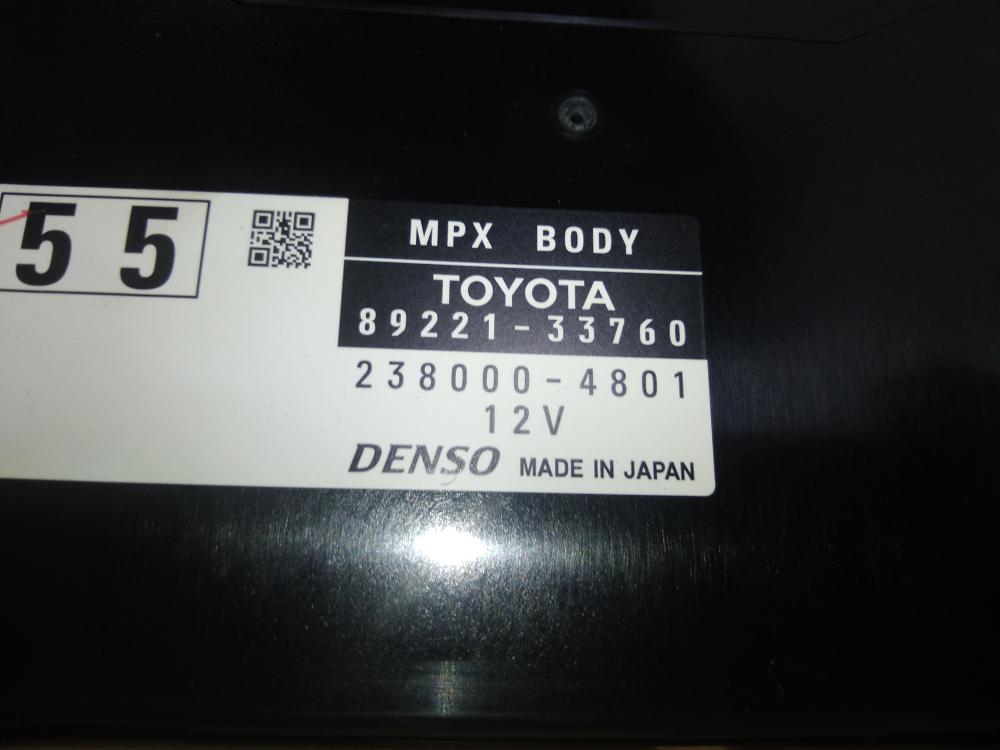 55
MPX BODY
TOYOTA
89221-33760
238000-4801
12V
DENSO MADE IN JAPAN